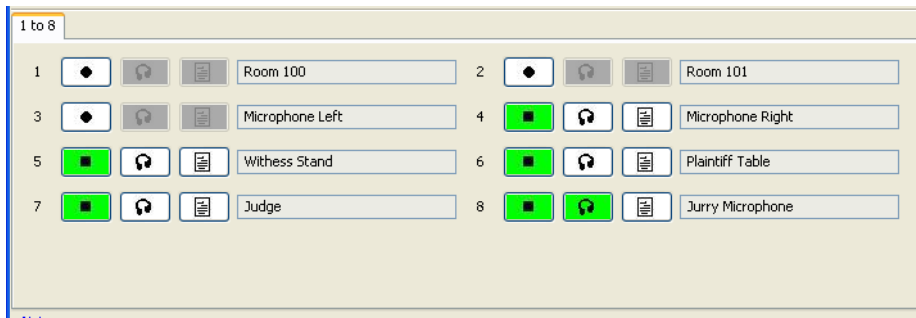 1 to 8
1 Room 100 2 Room 101
3 Microphone Left 4 Microphone Right
5 Withess Stand 6 Plaintiff Table
7 Judge 8 Jurry Microphone